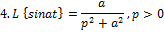 4. L {sinat} = a / (p² + a²), p > 0